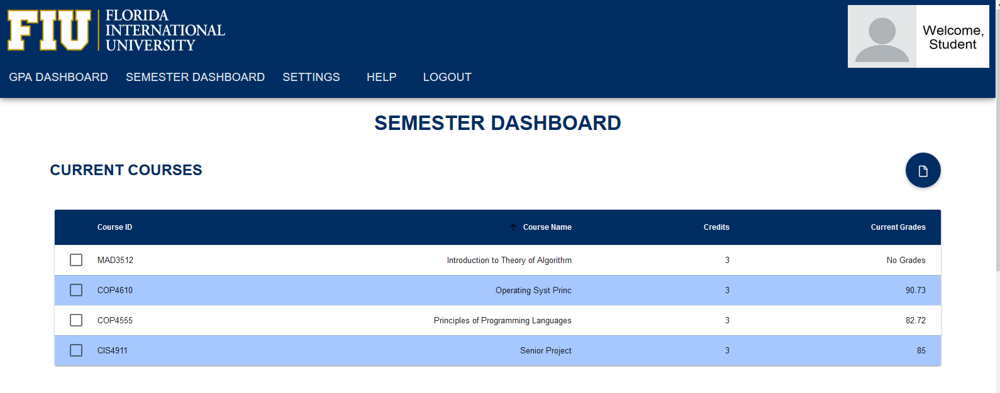 FIU
FLORIDA
INTERNATIONAL
UNIVERSITY
Welcome,
Student
GPA DASHBOARD SEMESTER DASHBOARD SETTINGS HELP LOGOUT
SEMESTER DASHBOARD
CURRENT COURSES
Course ID Course Name Credits Current Grades
MAD3512 Introduction to Theory of Algorithm 3 No Grades
COP4610 Operating Syst Princ 3 90.73
COP4555 Principles of Programming Languages 3 82.72
CIS4911 Senior Project 3 85